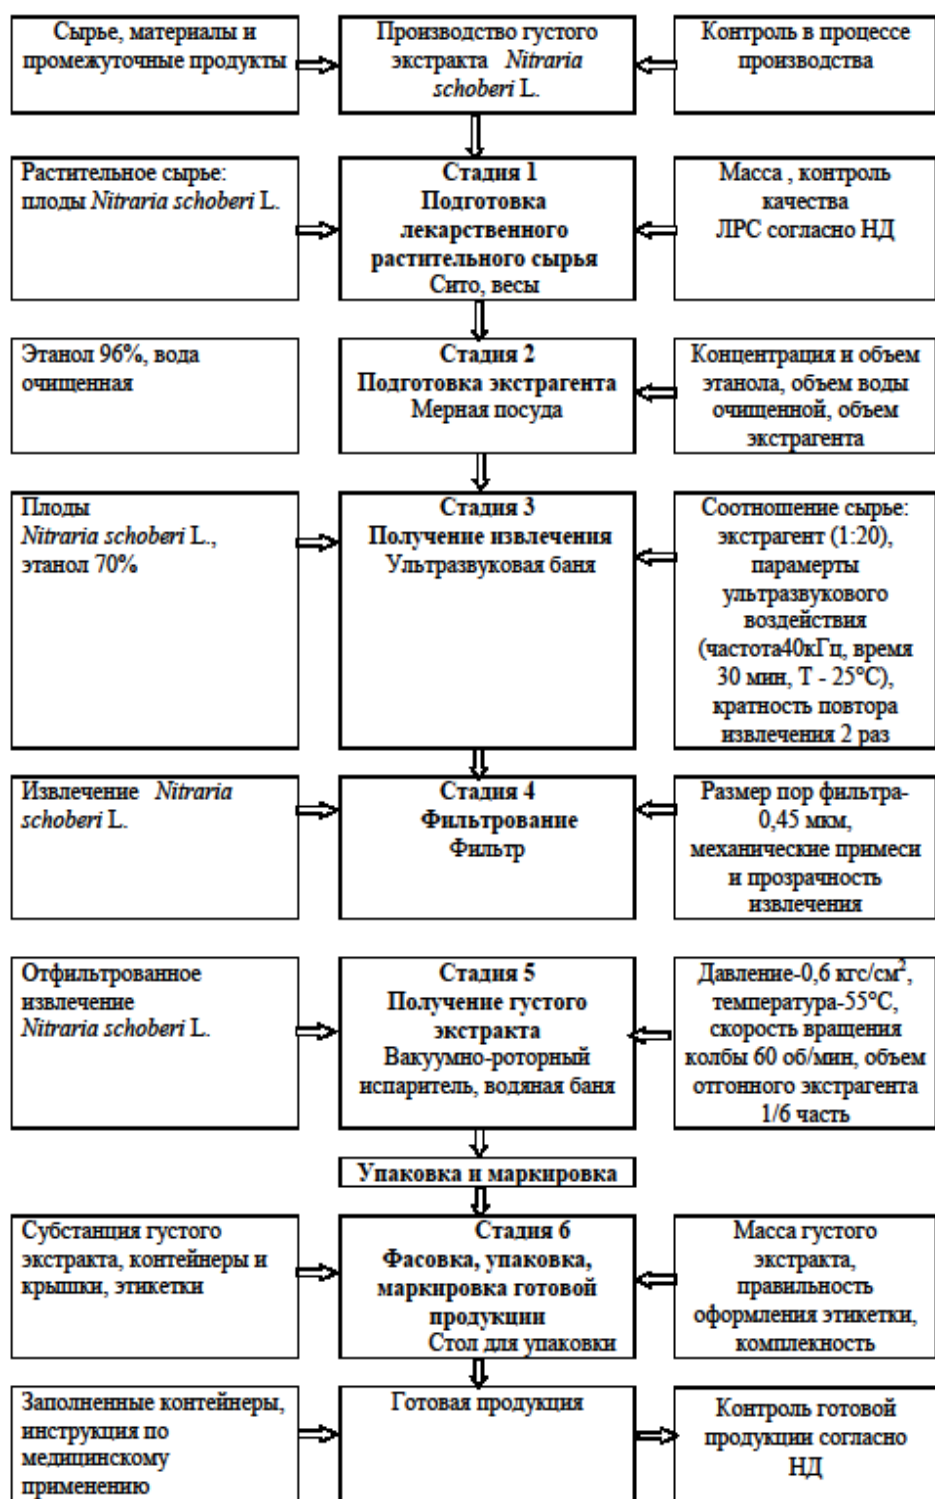 Сырье, материалы и
промежуточные продукты
Производство густого
экстракта Nitraria
schoberi L.
Контроль в процессе
производства
Растительное сырье:
плоды Nitraria schoberi L.
Стадия 1
Подготовка
лекарственного
растительного сырья
Сито, весы
Масса , контроль
качества
ЛРС согласно НД
Этанол 96%, вода
очищенная
Стадия 2
Подготовка экстрагента
Мерная посуда
Концентрация и объем
этанола, объем воды
очищенной, объем
экстрагента
Плоды
Nitraria schoberi L.,
этанол 70%
Стадия 3
Получение извлечения
Ультразвуковая баня
Соотношение сырье:
экстрагент (1:20),
парамерты
ультразвукового
воздействия
(частота40кГц, время
30 мин, Т - 25°С),
кратность повтора
извлечения 2 раз
Извлечение Nitraria
schoberi L.
Стадия 4
Фильтрование
Фильтр
Размер пор фильтра-
0,45 мкм,
механические примеси
и прозрачность
извлечения
Отфильтрованное
извлечение
Nitraria schoberi L.
Стадия 5
Получение густого
экстракта
Вакуумно-роторный
испаритель, водяная баня
Давление-0,6 кгс/см²,
температура-55°С,
скорость вращения
колбы 60 об/мин, объем
отгонного экстрагента
1/6 часть
Упаковка и маркировка
Субстанция густого
экстракта, контейнеры и
крышки, этикетки
Стадия 6
Фасовка, упаковка,
маркировка готовой
продукции
Стол для упаковки
Масса густого
экстракта,
правильность
оформления этикетки,
комплекность
Заполненные контейнеры,
инструкция по
медицинскому
применению
Готовая продукция
Контроль готовой
продукции согласно
НД